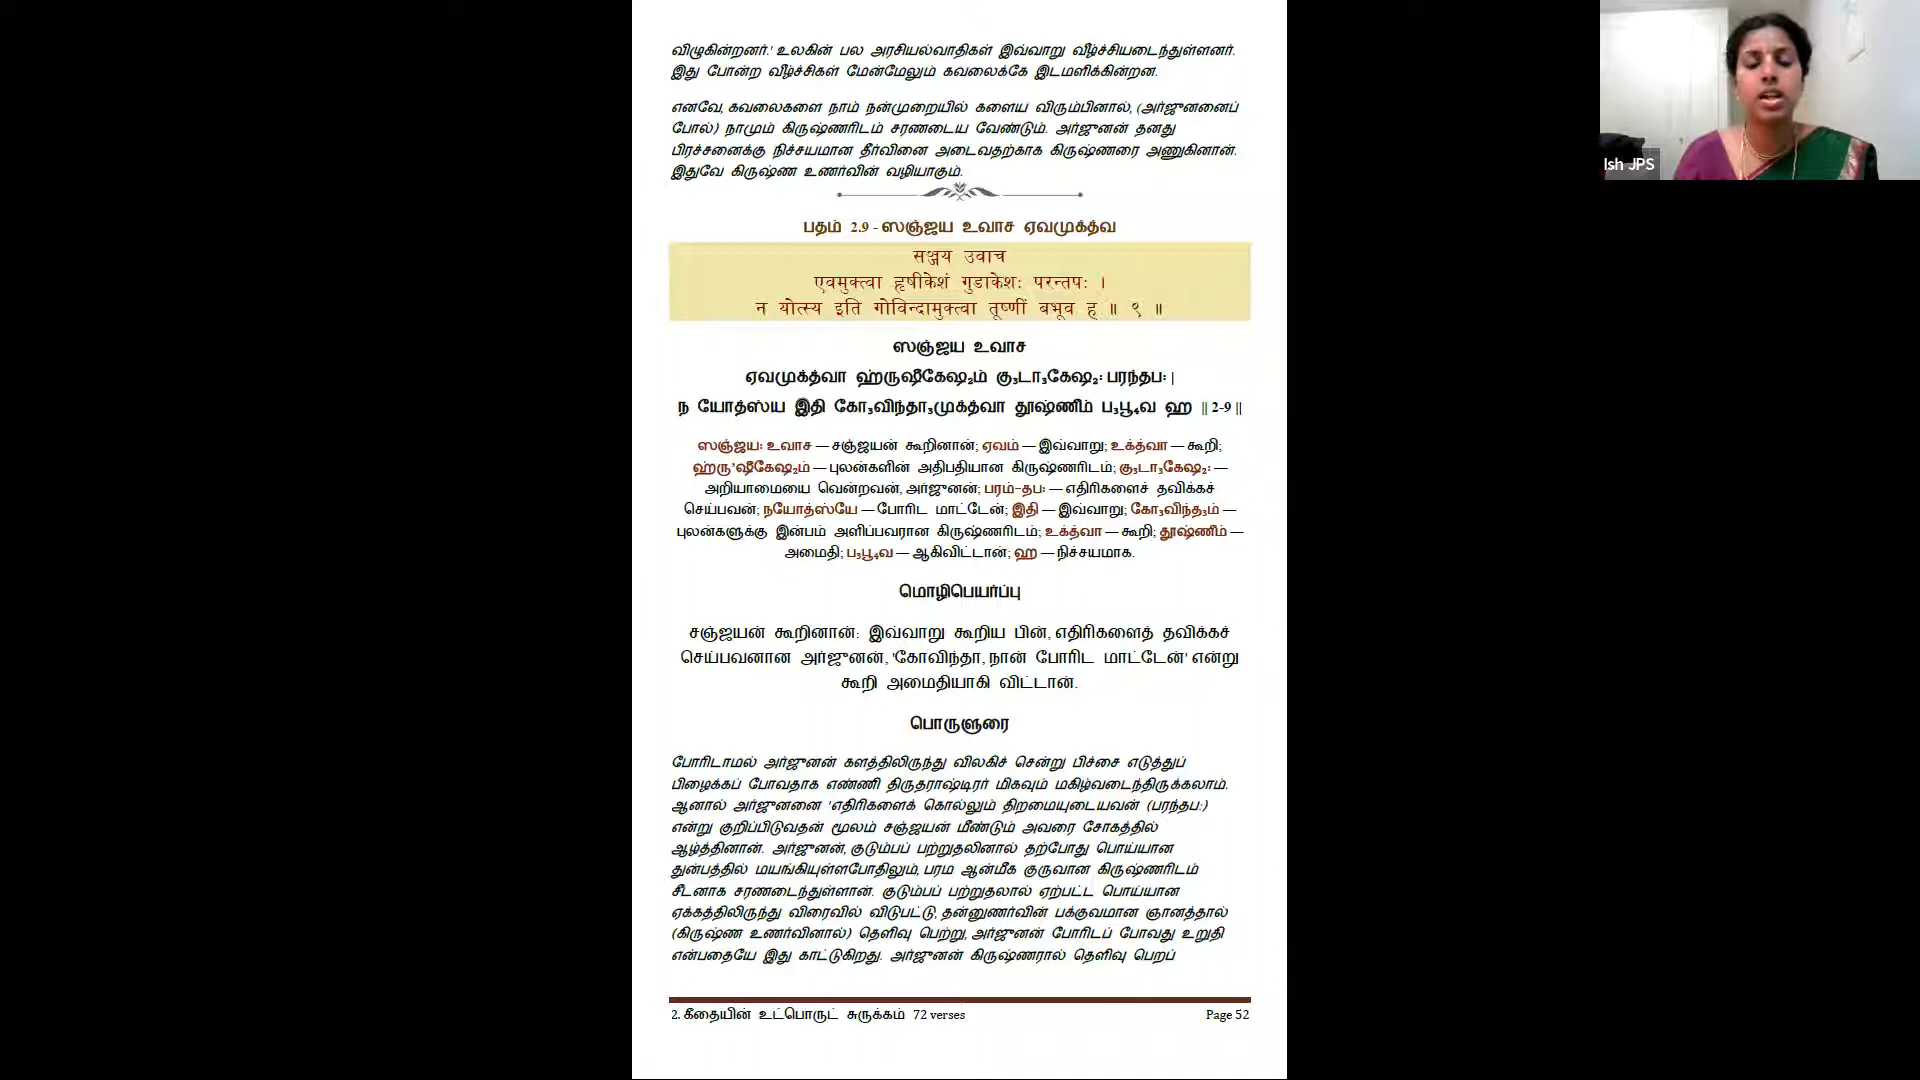 விழுகின்றனர்.' உலகின் பல அரசியல்வாதிகள் இவ்வாறு வீழ்ச்சியடைந்துள்ளனர்.
இது போன்ற வீழ்ச்சிகள் மேன்மேலும் கவலைக்கே இடமளிக்கின்றன.
எனவே, கவலைகளை நாம் நன்முறையில் களைய விரும்பினால், (அர்ஜுனனைப்
போல்) நாமும் கிருஷ்ணரிடம் சரணடைய வேண்டும். அர்ஜுனன் தனது
பிரச்சனைக்கு நிச்சயமான தீர்வினை அடைவதற்காக கிருஷ்ணரை அணுகினான்.
இதுவே கிருஷ்ண உணர்வின் வழியாகும்.
பதம் 2.9 - ஸஞ்ஜய உவாச ஏவமுக்த்வ
सञ्जय उवाच
एवमुक्त्वा हृषीकेशं गुडाकेशः परन्तपः ।
न योत्स्य इति गोविन्दामुक्त्वा तूष्णीं बभूव ह ॥ ९ ॥
ஸஞ்ஜய உவாச
ஏவமுக்த்வா ஹ்ருஷீகேஷ₂ம் கு₃டா₃கேஷ₂: பரந்தப: |
ந யோத்ஸ்ய இதி கோ₃விந்தா₃முக்த்வா தூஷ்ணீம் ப₃பூ₄வ ஹ || 2-9 ||
ஸஞ்ஜய: உவாச — சஞ்ஜயன் கூறினான்; ஏவம் — இவ்வாறு; உக்த்வா — கூறி;
ஹ்ரு'ஷீகேஷ₂ம் — புலன்களின் அதிபதியான கிருஷ்ணரிடம்; கு₃டா₃கேஷ₂: —
அறியாமையை வென்றவன், அர்ஜுனன்; பரம்-தப: — எதிரிகளைச் தவிக்கச்
செய்பவன்; நயோத்ஸ்யே — போரிட மாட்டேன்; இதி — இவ்வாறு; கோ₃விந்த₃ம் —
புலன்களுக்கு இன்பம் அளிப்பவரான கிருஷ்ணரிடம்; உக்த்வா — கூறி; தூஷ்ணீம் —
அமைதி; ப₃பூ₄வ — ஆகிவிட்டான்; ஹ — நிச்சயமாக.
மொழிபெயர்ப்பு
சஞ்ஜயன் கூறினான்: இவ்வாறு கூறிய பின், எதிரிகளைத் தவிக்கச்
செய்பவனான அர்ஜுனன், 'கோவிந்தா, நான் போரிட மாட்டேன்' என்று
கூறி அமைதியாகி விட்டான்.
பொருளுரை
போரிடாமல் அர்ஜுனன் களத்திலிருந்து விலகிச் சென்று பிச்சை எடுத்துப்
பிழைக்கப் போவதாக எண்ணி திருதராஷ்டிரர் மிகவும் மகிழ்வடைந்திருக்கலாம்.
ஆனால் அர்ஜுனனை 'எதிரிகளைக் கொல்லும் திறமையுடையவன் (பரந்தப:)
என்று குறிப்பிடுவதன் மூலம் சஞ்ஜயன் மீண்டும் அவரை சோகத்தில்
ஆழ்த்தினான். அர்ஜுனன், குடும்பப் பற்றுதலினால் தற்போது பொய்யான
துன்பத்தில் மயங்கியுள்ளபோதிலும், பரம ஆன்மீக குருவான கிருஷ்ணரிடம்
சீடனாக சரணடைந்துள்ளான். குடும்பப் பற்றுதலால் ஏற்பட்ட பொய்யான
ஏக்கத்திலிருந்து விரைவில் விடுபட்டு, தன்னுணர்வின் பக்குவமான ஞானத்தால்
(கிருஷ்ண உணர்வினால்) தெளிவு பெற்று, அர்ஜுனன் போரிடப் போவது உறுதி
என்பதையே இது காட்டுகிறது. அர்ஜுனன் கிருஷ்ணரால் தெளிவு பெறப்
2. கீதையின் உட்பொருட் சுருக்கம் 72 verses
Page 52
Ish JPS